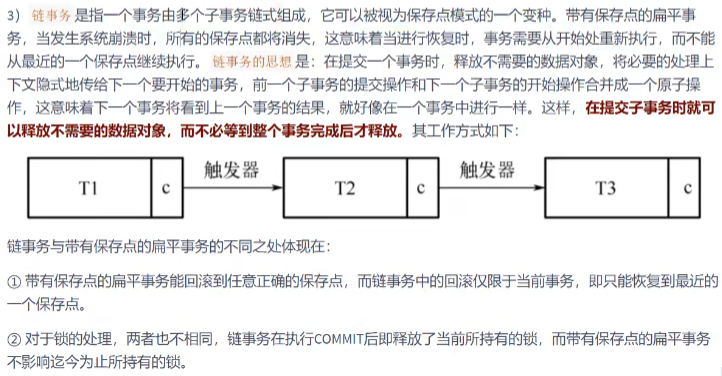 3） 链事务 是指一个事务由多个子事务链式组成，它可以被视为保存点模式的一个变种。带有保存点的扁平事
务，当发生系统崩溃时，所有的保存点都将消失，这意味着当进行恢复时，事务需要从开始处重新执行，而不能
从最近的一个保存点继续执行。 链事务的思想 是：在提交一个事务时，释放不需要的数据对象，将必要的处理上
下文隐式地传给下一个要开始的事务，前一个子事务的提交操作和下一个子事务的开始操作合并成一个原子操
作，这意味着下一个事务将看到上一个事务的结果，就好像在一个事务中进行一样。这样，在提交子事务时就可
以释放不需要的数据对象，而不必等到整个事务完成后才释放。其工作方式如下：
T1 c 触发器 T2 c 触发器 T3 c
链事务与带有保存点的扁平事务的不同之处体现在：
① 带有保存点的扁平事务能回滚到任意正确的保存点，而链事务中的回滚仅限于当前事务，即只能恢复到最近的
一个保存点。
② 对于锁的处理，两者也不相同，链事务在执行COMMIT后即释放了当前所持有的锁，而带有保存点的扁平事务
不影响迄今为止所持有的锁。